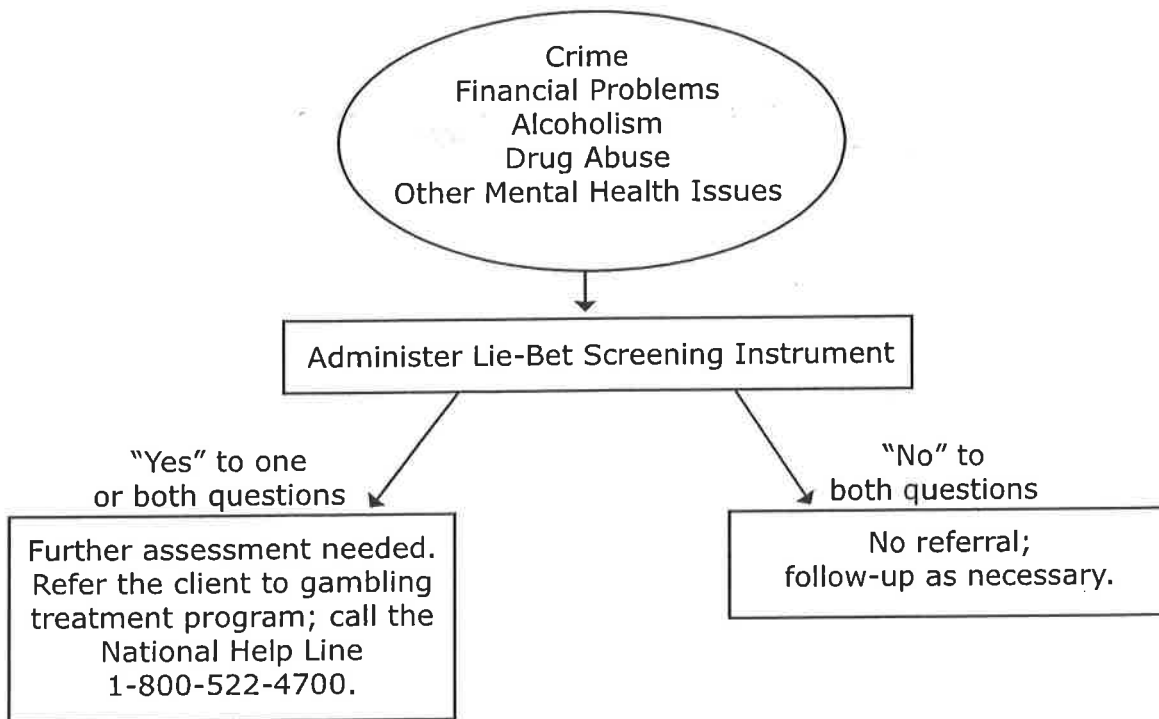 Crime
Financial Problems
Alcoholism
Drug Abuse
Other Mental Health Issues
Administer Lie-Bet Screening Instrument
“Yes” to one
or both questions
Further assessment needed.
Refer the client to gambling
treatment program; call the
National Help Line
1-800-522-4700.
“No” to
both questions
No referral;
follow-up as necessary.